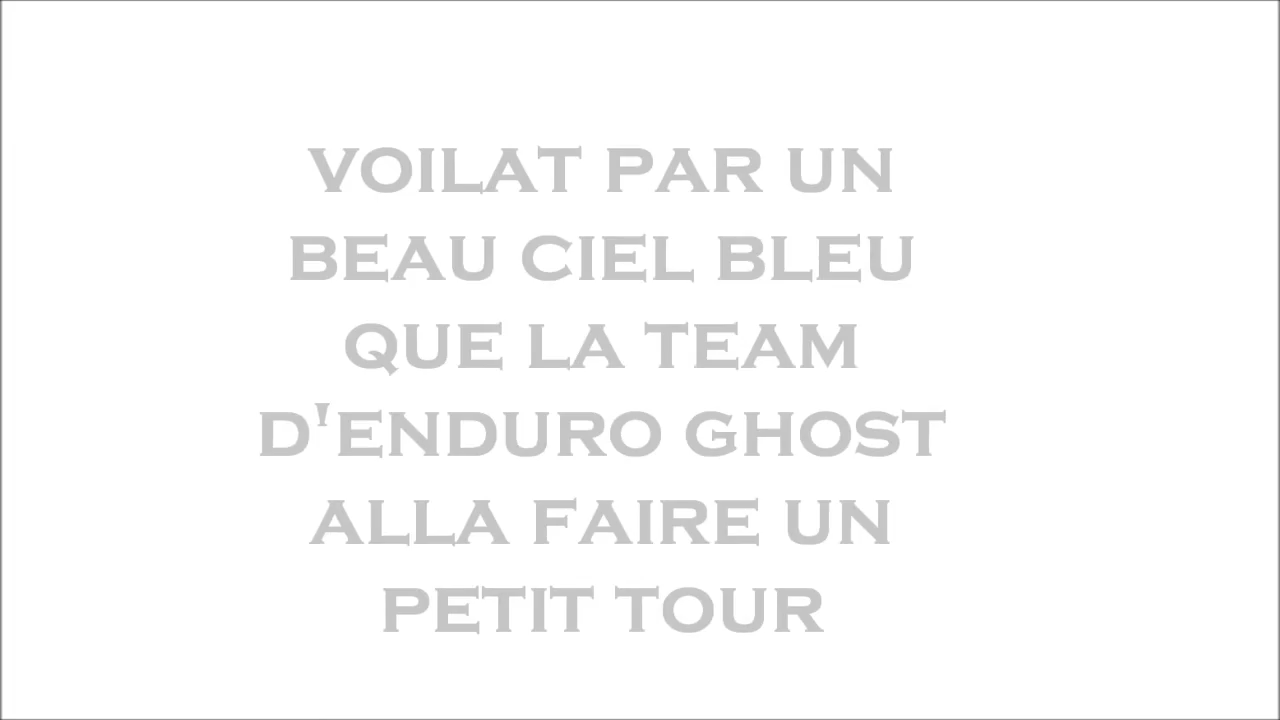 VOILAT PAR UN
BEAU CIEL BLEU
QUE LA TEAM
D'ENDURO GHOST
ALLA FAIRE UN
PETIT TOUR